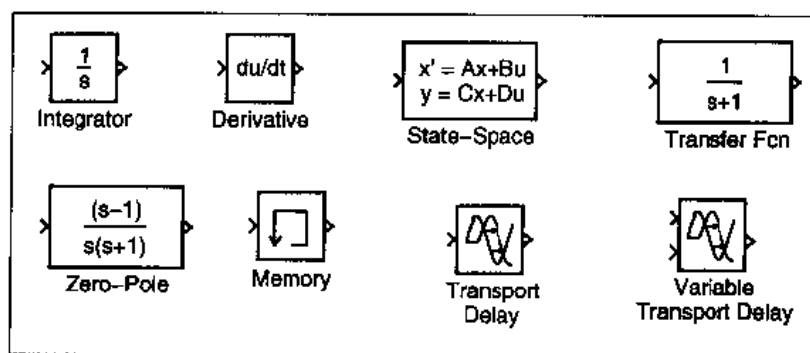 1
s
Integrator
du/dt
Derivative
x' = Ax+Bu
y = Cx+Du
State-Space
1
s+1
Transfer Fcn
(s-1)
s(s+1)
Zero-Pole
Memory
Transport
Delay
Variable
Transport Delay